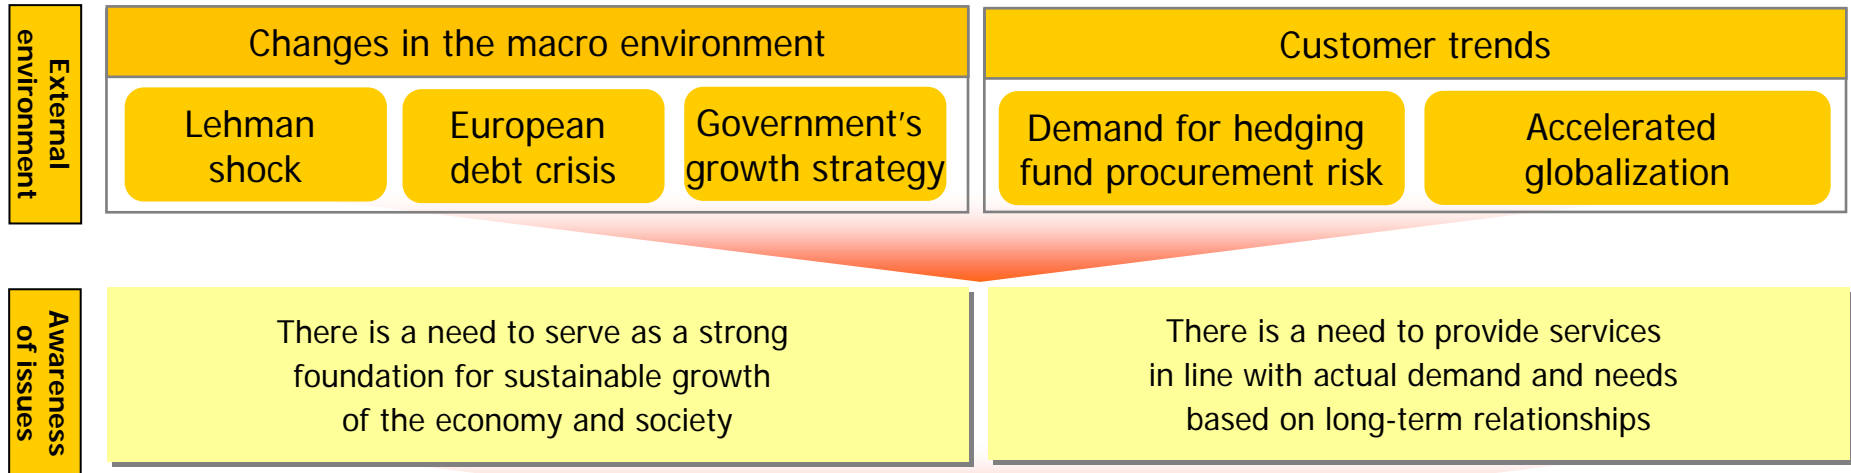 External
environment
Changes in the macro environment
Lehman
shock
European
debt crisis
Government's
growth strategy
Customer trends
Demand for hedging
fund procurement risk
Accelerated
globalization
Awareness
of issues
There is a need to serve as a strong
foundation for sustainable growth
of the economy and society
There is a need to provide services
in line with actual demand and needs
based on long-term relationships